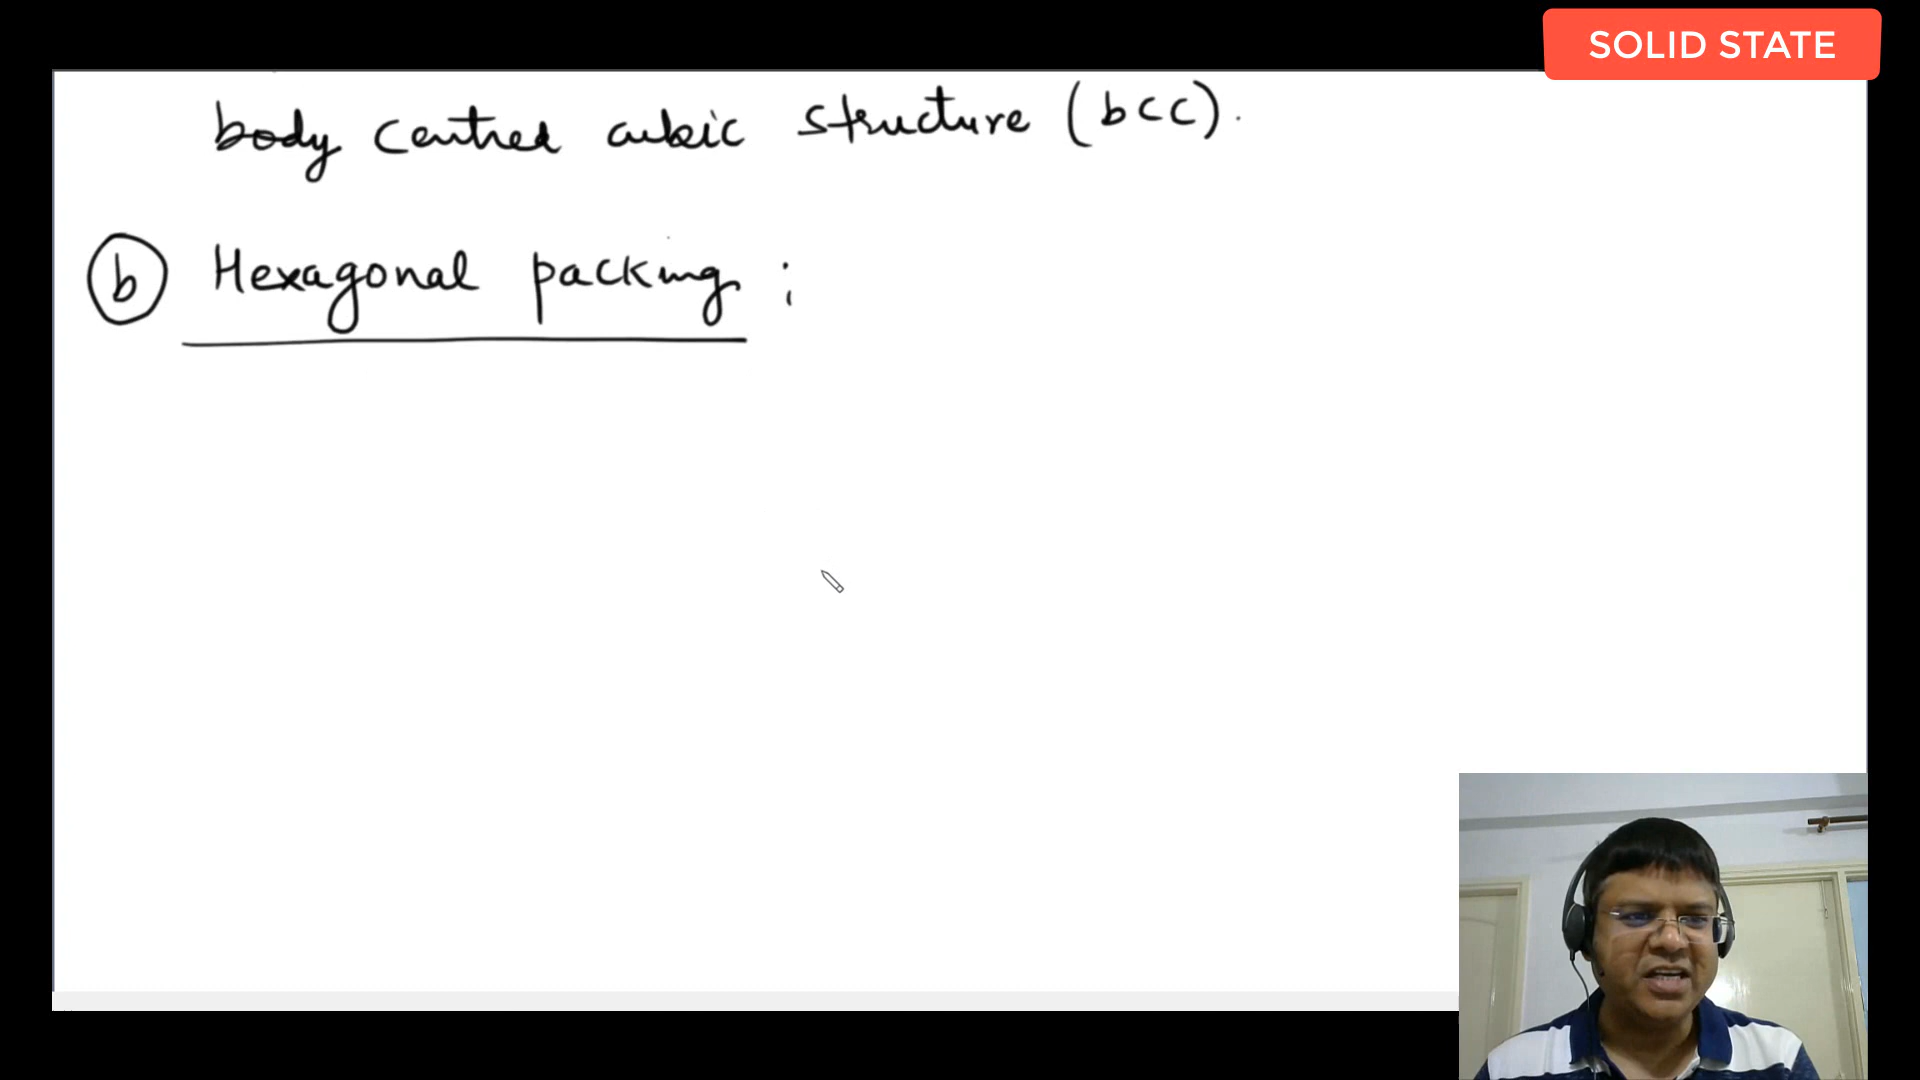 SOLID STATE
body centred cubic structure (bcc).
b Hexagonal packing :